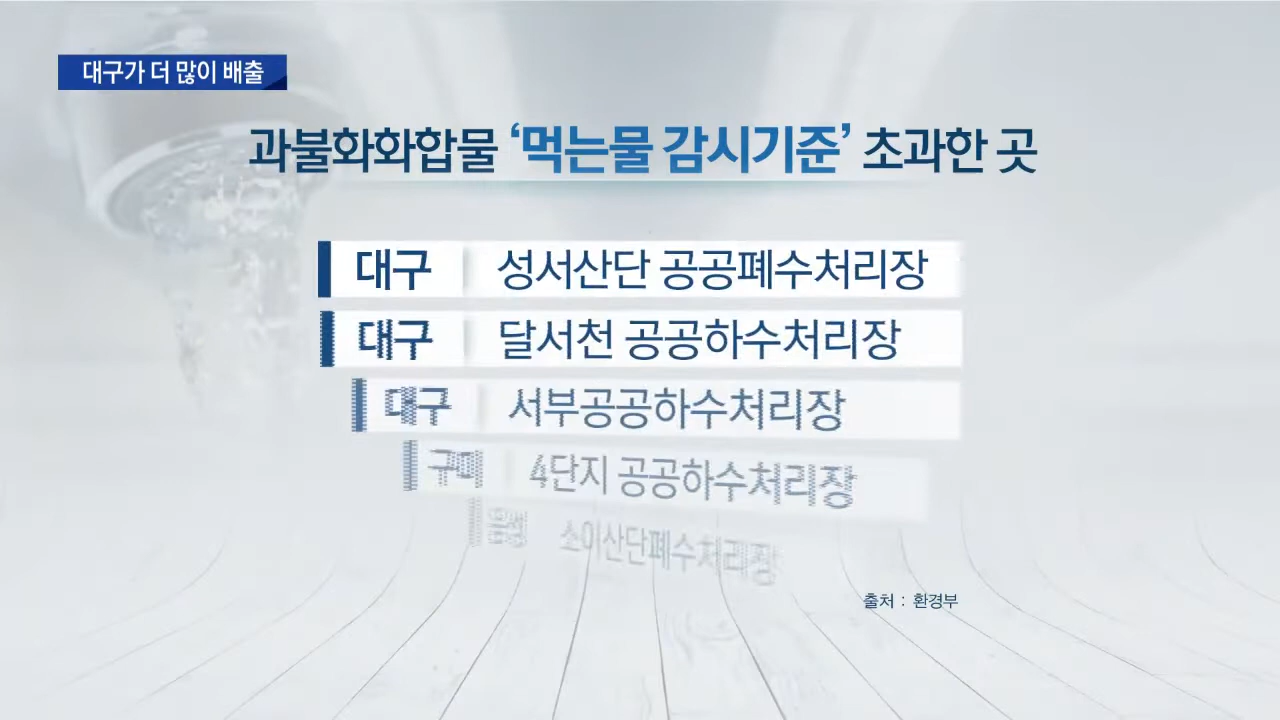 대구가 더 많이 배출
과불화화합물 ‘먹는물 감시기준’ 초과한 곳
대구 성서산단 공공폐수처리장
대구 달서천 공공하수처리장
대구 서부공공하수처리장
구미 4단지 공공하수처리장
소이산단폐수처리장
출처 : 환경부